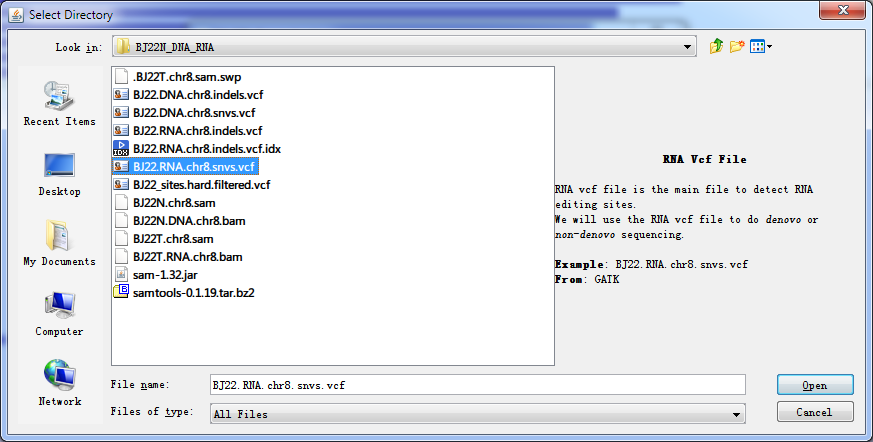 Select Directory
Look in:
BJ22N_DNA_RNA
Recent Items
Desktop
My Documents
Computer
Network
.BJ22T.chr8.sam.swp
BJ22.DNA.chr8.indels.vcf
BJ22.DNA.chr8.snvs.vcf
BJ22.RNA.chr8.indels.vcf
IDX
BJ22.RNA.chr8.indels.vcf.idx
BJ22.RNA.chr8.snvs.vcf
BJ22_sites.hard.filtered.vcf
BJ22N.chr8.sam
BJ22N.DNA.chr8.bam
BJ22T.chr8.sam
BJ22T.RNA.chr8.bam
sam-1.32.jar
samtools-0.1.19.tar.bz2
RNA Vcf File
RNA vcf file is the main file to detect RNA
editing sites.
We will use the RNA vcf file to do denovo or
non-denovo sequencing.
Example: BJ22.RNA.chr8.snvs.vcf
From: GATK
File name:
BJ22.RNA.chr8.snvs.vcf
Open
Files of type:
All Files
Cancel